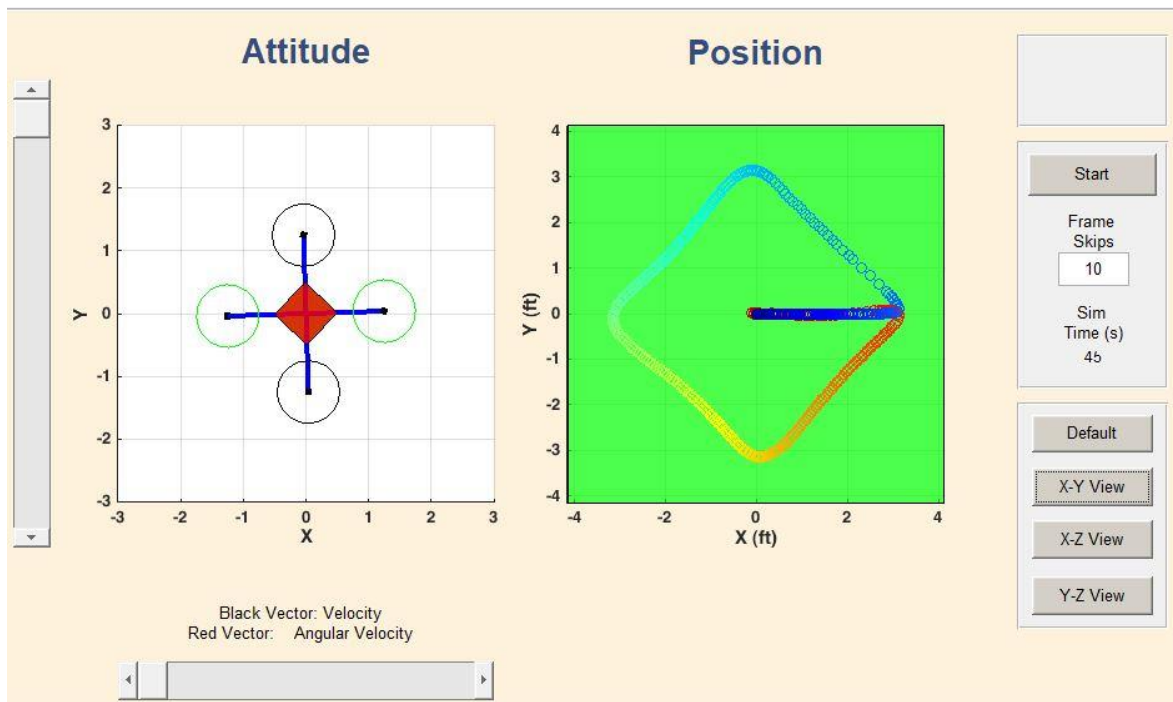 Attitude
Position
3
2
1
0
-1
-2
-3
Y
-3
-2
-1
0
1
2
3
X
4
3
2
1
0
-1
-2
-3
-4
Y (ft)
-4
-2
0
2
4
X (ft)
Start
Frame
Skips
10
Sim
Time (s)
45
Default
X-Y View
X-Z View
Y-Z View
Black Vector: Velocity
Red Vector: Angular Velocity